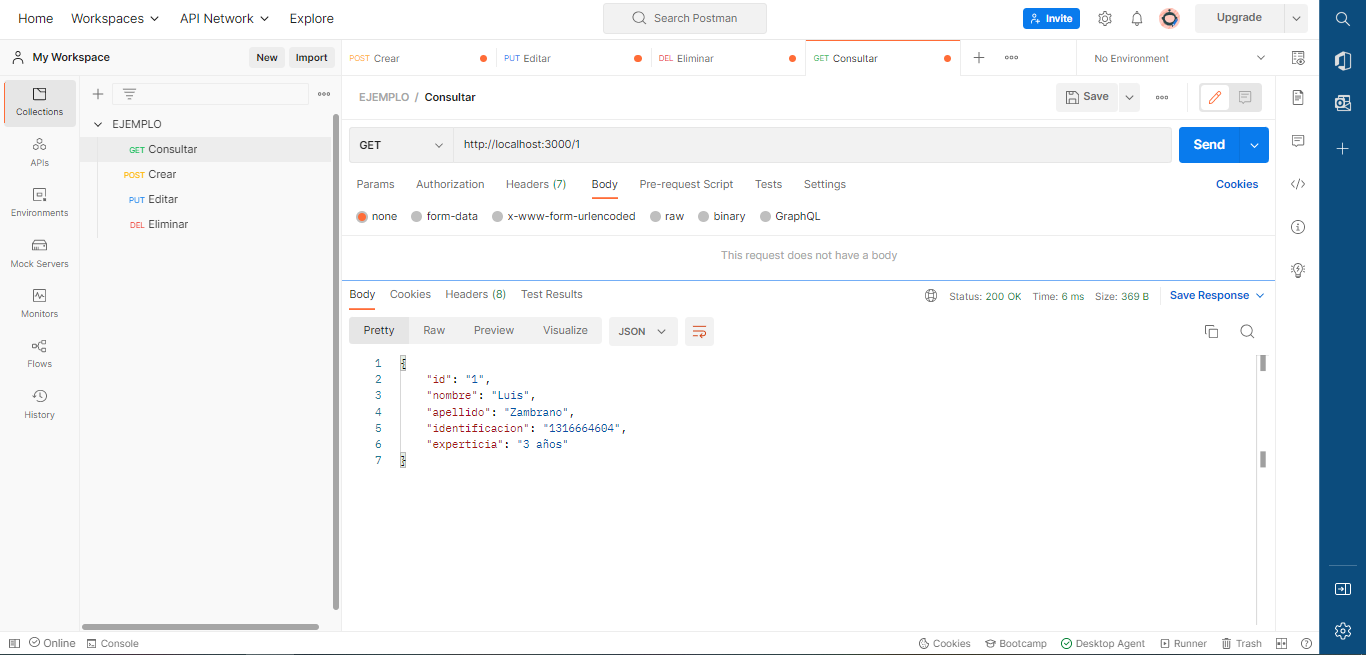 Home Workspaces API Network Explore Search Postman Invite Upgrade
My Workspace New Import POST Crear PUT Editar DEL Eliminar GET Consultar No Environment
Collections
APIs
Environments
Mock Servers
Monitors
Flows
History
EJEMPLO
GET Consultar
POST Crear
PUT Editar
DEL Eliminar
EJEMPLO / Consultar Save
GET http://localhost:3000/1 Send
Params Authorization Headers (7) Body Pre-request Script Tests Settings Cookies
none form-data x-www-form-urlencoded raw binary GraphQL
This request does not have a body
Body Cookies Headers (8) Test Results Status: 200 OK Time: 6 ms Size: 369 B Save Response
Pretty Raw Preview Visualize JSON
1 {
2 "id": "1",
3 "nombre": "Luis",
4 "apellido": "Zambrano",
5 "identificacion": "1316664604",
6 "experticia": "3 años"
7 }
Online Console Cookies Bootcamp Desktop Agent Runner Trash